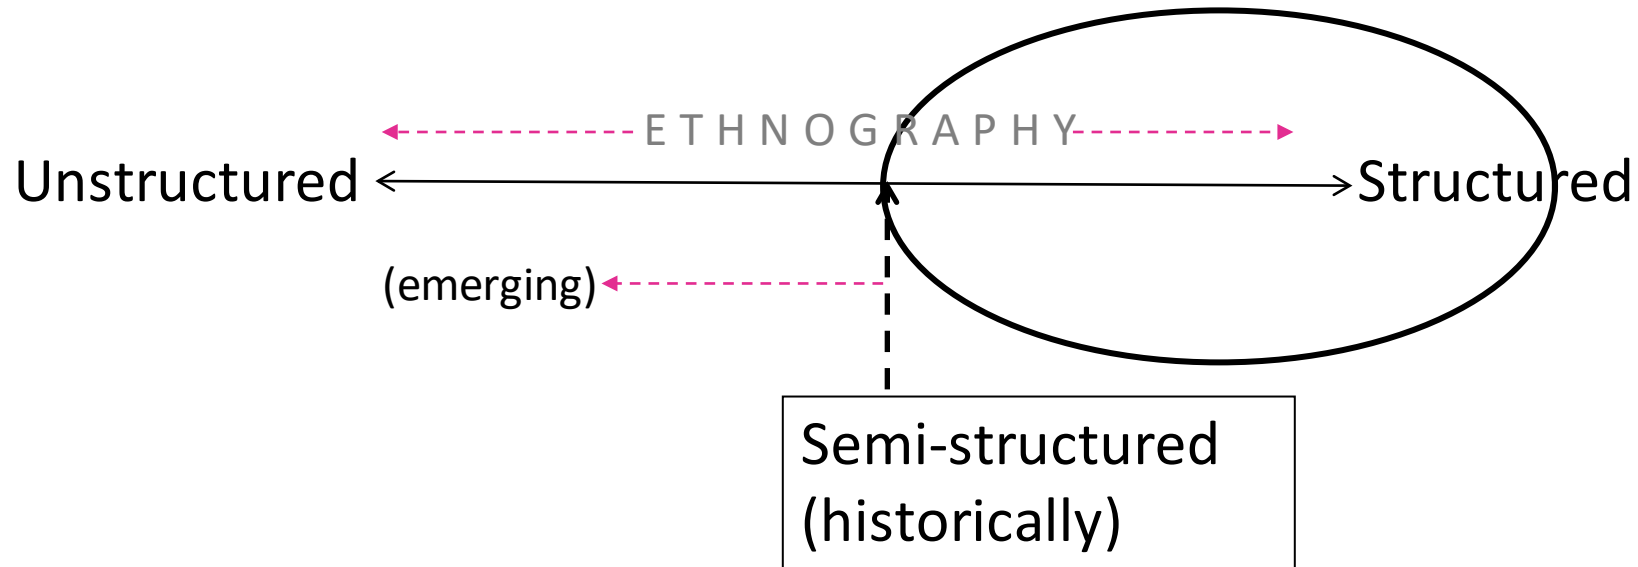 E T H N O G R A P H Y
Unstructured
Structured
(emerging)
Semi-structured
(historically)